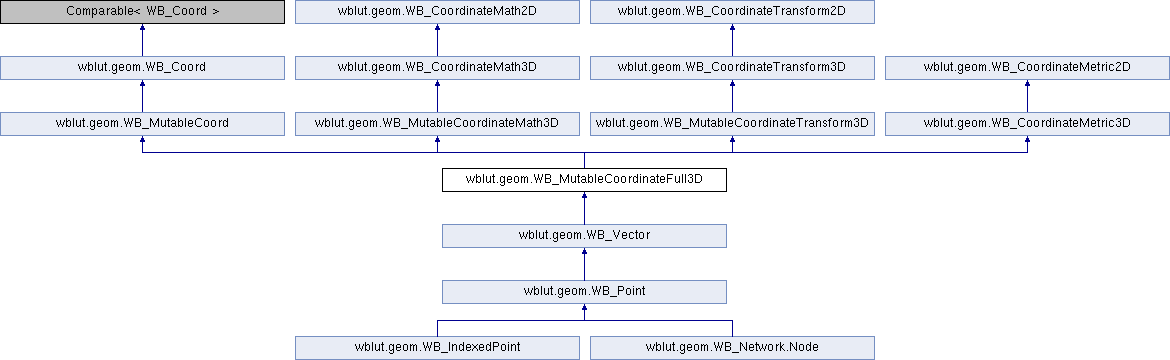 Comparable< WB_Coord >
wblut.geom.WB_CoordinateMath2D
wblut.geom.WB_CoordinateTransform2D
wblut.geom.WB_Coord
wblut.geom.WB_CoordinateMath3D
wblut.geom.WB_CoordinateTransform3D
wblut.geom.WB_CoordinateMetric2D
wblut.geom.WB_MutableCoord
wblut.geom.WB_MutableCoordinateMath3D
wblut.geom.WB_MutableCoordinateTransform3D
wblut.geom.WB_CoordinateMetric3D
wblut.geom.WB_MutableCoordinateFull3D
wblut.geom.WB_Vector
wblut.geom.WB_Point
wblut.geom.WB_IndexedPoint
wblut.geom.WB_Network.Node